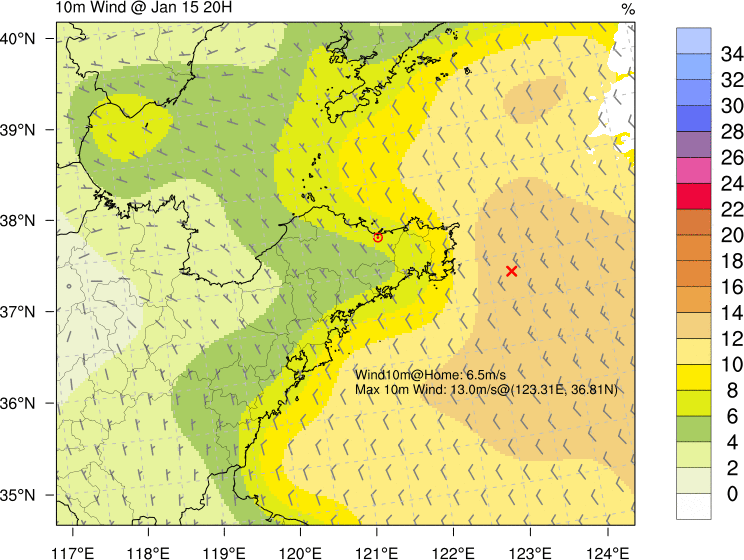 10m Wind @ Jan 15 20H
%
40°N
39°N
38°N
37°N
36°N
35°N
Wind10m@Home: 6.5m/s
Max 10m Wind: 13.0m/s@(123.31E, 36.81N)
117°E
118°E
119°E
120°E
121°E
122°E
123°E
124°E
34
32
30
28
26
24
22
20
18
16
14
12
10
8
6
4
2
0